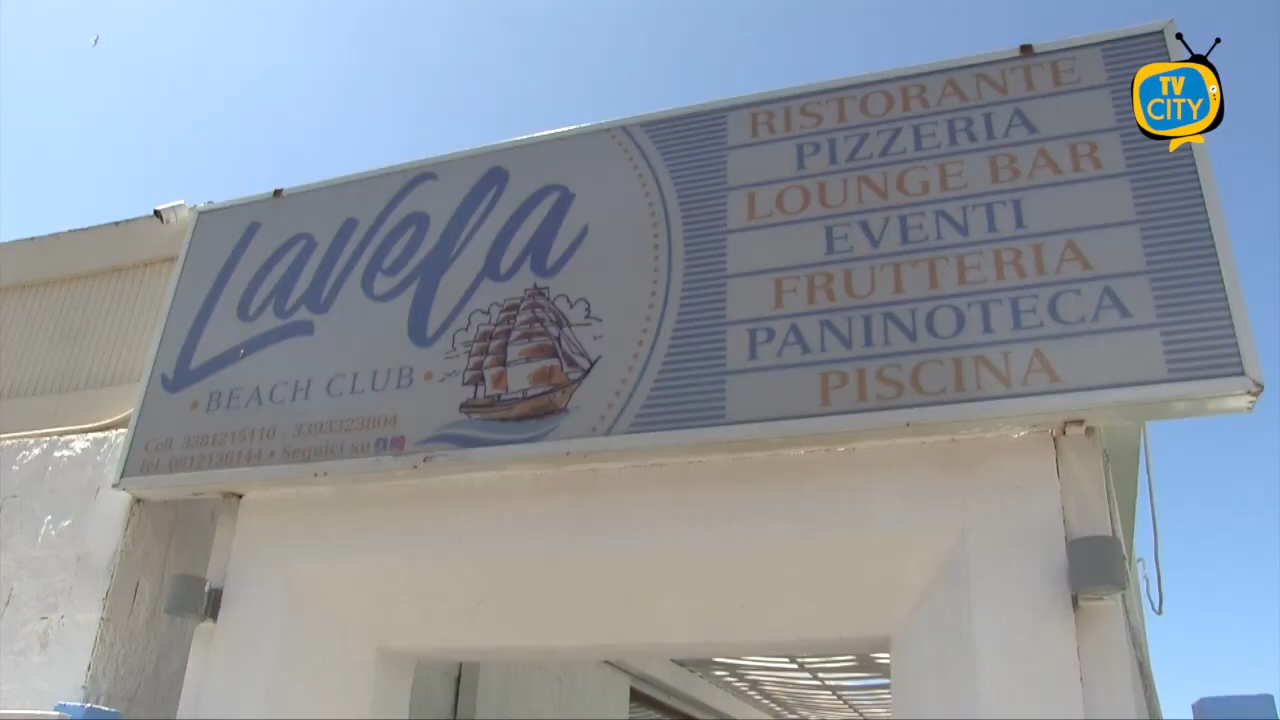 TV
CITY
Lavela
• BEACH CLUB •
Cell. 3381215116 - 3393323804
Tel. 0812136144 • Seguici su
RISTORANTE
PIZZERIA
LOUNGE BAR
EVENTI
FRUTTERIA
PANINOTECA
PISCINA